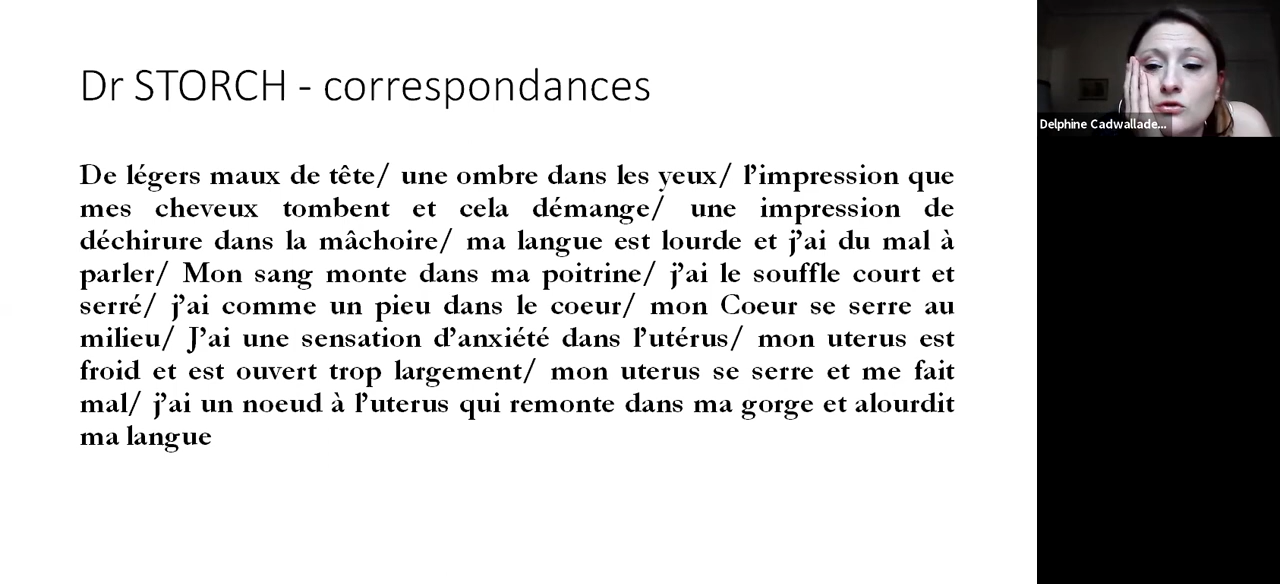 Dr STORCH - correspondances
De légers maux de tête/ une ombre dans les yeux/ l’impression que
mes cheveux tombent et cela démange/ une impression de
déchirure dans la mâchoire/ ma langue est lourde et j’ai du mal à
parler/ Mon sang monte dans ma poitrine/ j’ai le souffle court et
serré/ j’ai comme un pieu dans le coeur/ mon Coeur se serre au
milieu/ J’ai une sensation d’anxiété dans l’utérus/ mon uterus est
froid et est ouvert trop largement/ mon uterus se serre et me fait
mal/ j’ai un noeud à l’uterus qui remonte dans ma gorge et alourdit
ma langue
Delphine Cadwallade...